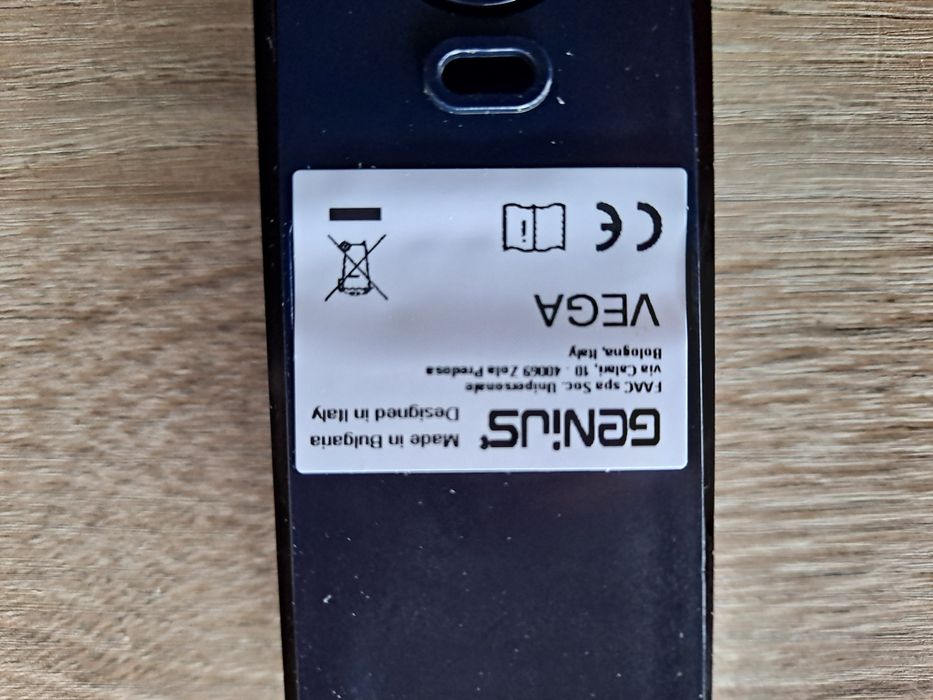 GENiUS
Made in Bulgaria
Designed in Italy
FAAC spa Soc. Unipersonale
via Calari, 10 - 40069 Zola Predosa
Bologna, Italy
VEGA
CE